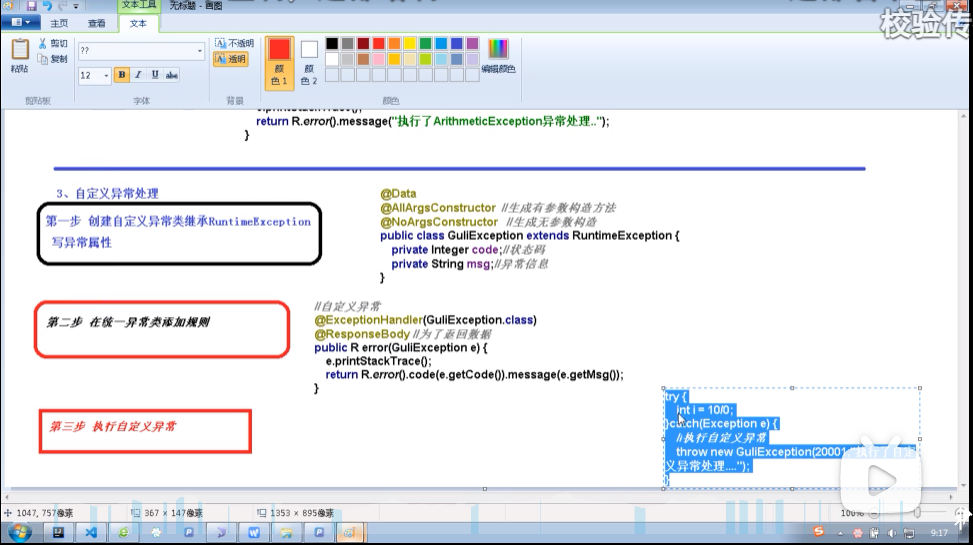 文本工具
无标题 - 画图
校验传
主页
查看
文本
粘贴
剪切
复制
剪贴板
??
12
B
I
U
abc
字体
不透明
透明
背景
颜色 1
颜色 2
编辑颜色
颜色
return R.error().message("执行了ArithmeticException异常处理..");
}
3、自定义异常处理
第一步 创建自定义异常类继承RuntimeException
写异常属性
@Data
@AllArgsConstructor //生成有参数构造方法
@NoArgsConstructor //生成无参数构造
public class GuliException extends RuntimeException {
private Integer code;//状态码
private String msg;//异常信息
}
第二步 在统一异常类添加规则
//自定义异常
@ExceptionHandler(GuliException.class)
@ResponseBody //为了返回数据
public R error(GuliException e) {
e.printStackTrace();
return R.error().code(e.getCode()).message(e.getMsg());
}
第三步 执行自定义异常
try {
int i = 10/0;
}catch(Exception e) {
//执行自定义异常
throw new GuliException(20001,"执行了自定
义异常处理....");
}
1047, 757像素
367 × 147像素
1353 × 895像素
100%
9:17